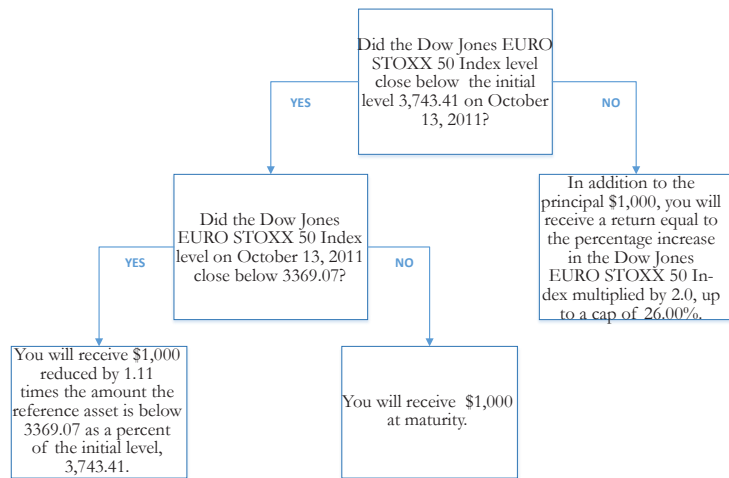 Did the Dow Jones EURO
STOXX 50 Index level
close below the initial
level 3,743.41 on October
13, 2011?
YES
NO
Did the Dow Jones
EURO STOXX 50 Index
level on October 13, 2011
close below 3369.07?
In addition to the
principal $1,000, you will
receive a return equal to
the percentage increase
in the Dow Jones
EURO STOXX 50 In-
dex multiplied by 2.0, up
to a cap of 26.00%.
YES
NO
You will receive $1,000
reduced by 1.11
times the amount the
reference asset is below
3369.07 as a percent
of the initial level,
3,743.41.
You will receive $1,000
at maturity.